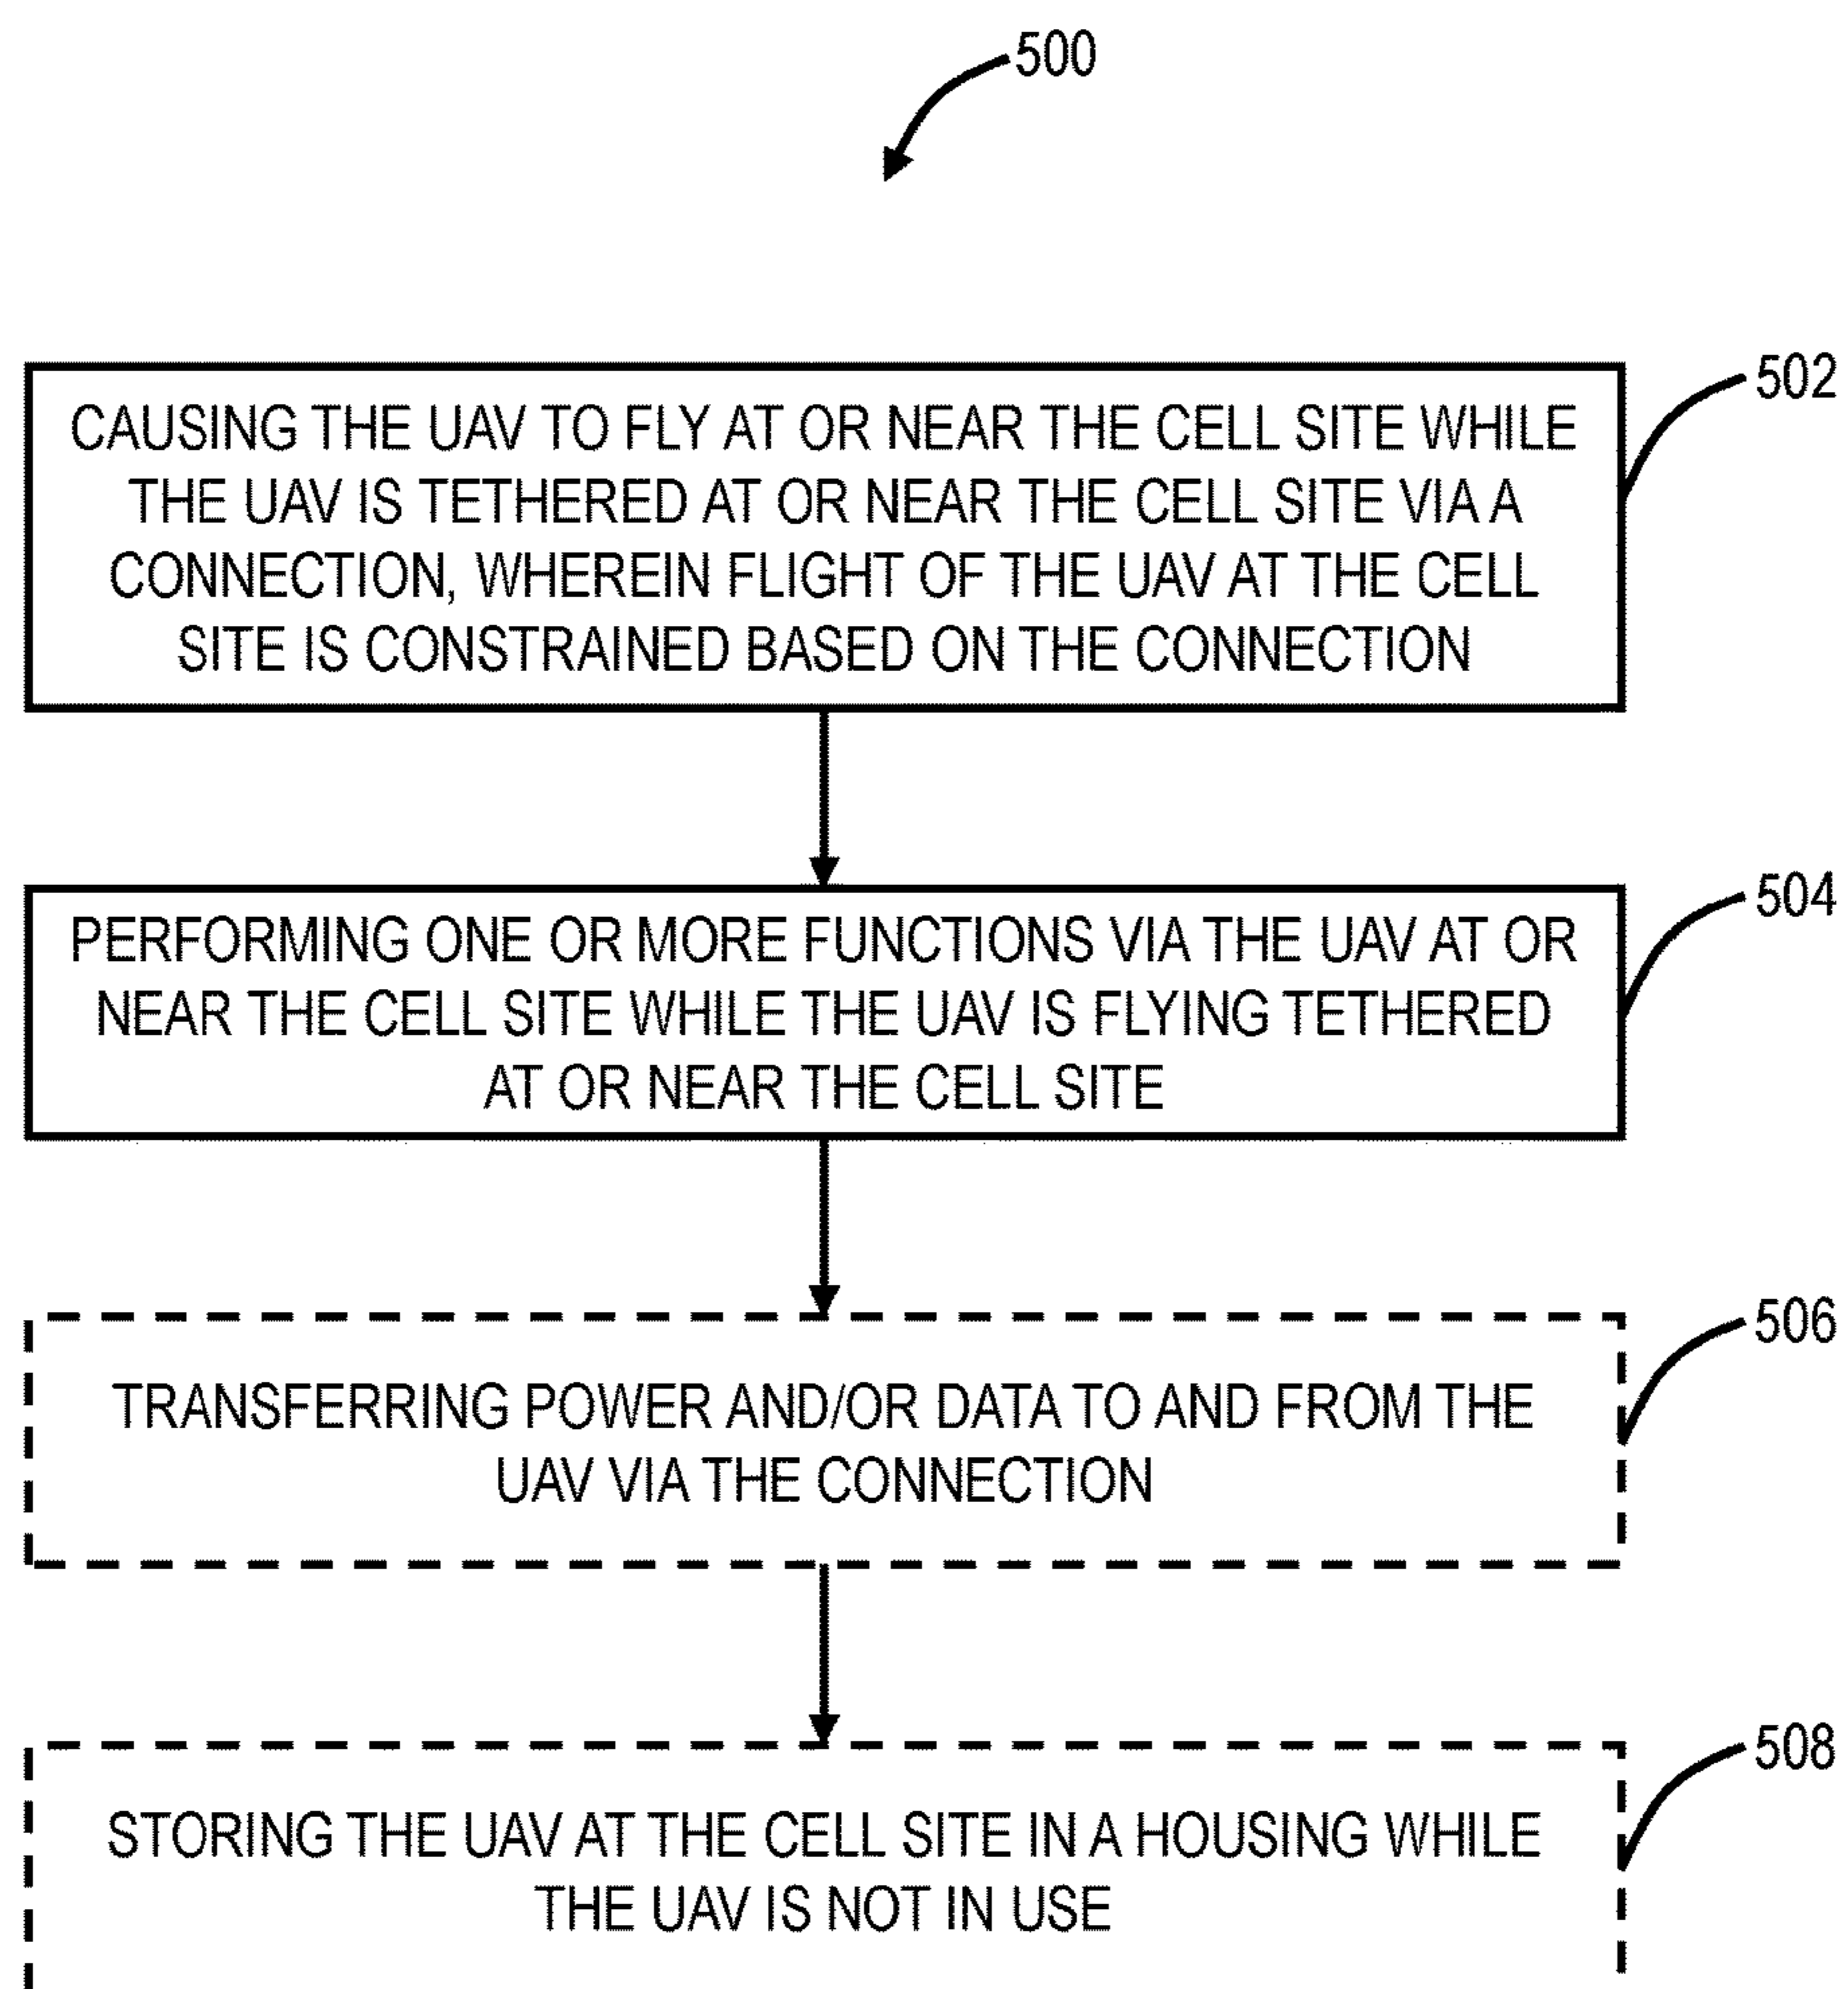 500
502
CAUSING THE UAV TO FLY AT OR NEAR THE CELL SITE WHILE
THE UAV IS TETHERED AT OR NEAR THE CELL SITE VIA A
CONNECTION, WHEREIN FLIGHT OF THE UAV AT THE CELL
SITE IS CONSTRAINED BASED ON THE CONNECTION
504
PERFORMING ONE OR MORE FUNCTIONS VIA THE UAV AT OR
NEAR THE CELL SITE WHILE THE UAV IS FLYING TETHERED
AT OR NEAR THE CELL SITE
506
TRANSFERRING POWER AND/OR DATA TO AND FROM THE
UAV VIA THE CONNECTION
508
STORING THE UAV AT THE CELL SITE IN A HOUSING WHILE
THE UAV IS NOT IN USE